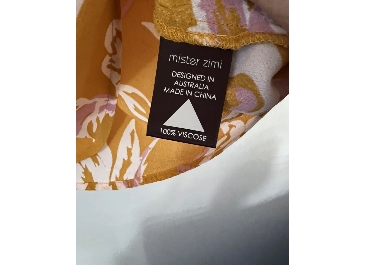 mister zimi
DESIGNED IN
AUSTRALIA
MADE IN CHINA
100% VISCOSE